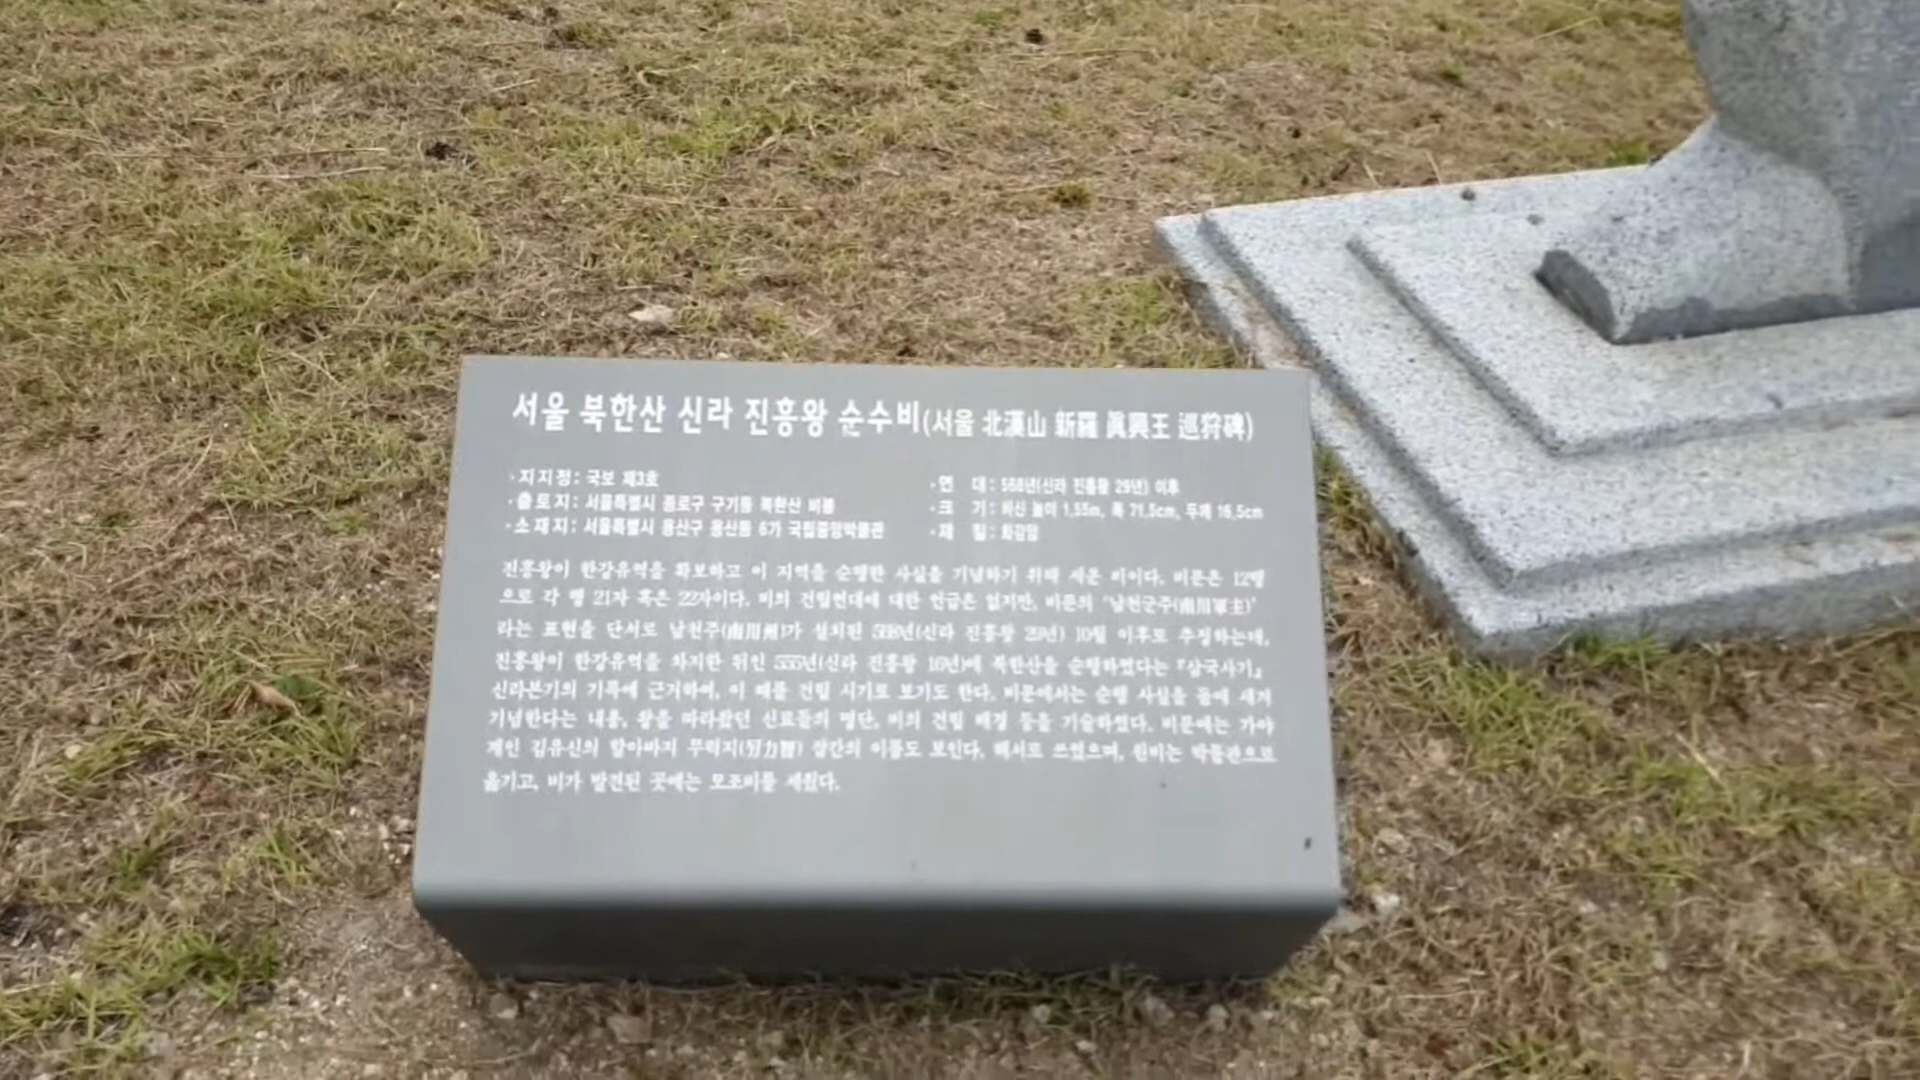 서울 북한산 신라 진흥왕 순수비(서울 北漢山 新羅 眞興王 巡狩碑)
· 지지정: 국보 제3호
· 출토지: 서울특별시 종로구 구기동 북한산 비봉
· 소재지: 서울특별시 용산구 용산동 6가 국립중앙박물관
· 연 대: 568년(신라 진흥왕 29년) 이후
· 크 기: 비신 높이 1.55m, 폭 71.5cm, 두께 16.5cm
· 재 질: 화강암
진흥왕이 한강유역을 확보하고 이 지역을 순행한 사실을 기념하기 위해 세운 비이다. 비문은 12행
으로 각 행 21자 혹은 22자이다. 비의 건립연대에 대한 언급은 없지만, 비문의 "남천군주(南川軍主)"
라는 표현을 단서로 남천주(南川州)가 설치된 568년(신라 진흥왕 29년) 10월 이후로 추정하는데,
진흥왕이 한강유역을 차지한 뒤인 555년(신라 진흥왕 16년)에 북한산을 순행하였다는 『삼국사기』
신라본기의 기록에 근거하여, 이 때를 건립 시기로 보기도 한다. 비문에서는 순행 사실을 돌에 새겨
기념한다는 내용, 왕을 따라왔던 신료들의 명단, 비의 건립 배경 등을 기술하였다. 비문에는 가야
계인 김유신의 할아버지 무력지(另力智) 잡간의 이름도 보인다. 해서로 쓰였으며, 원비는 박물관으로
옮기고, 비가 발견된 곳에는 모조비를 세웠다.